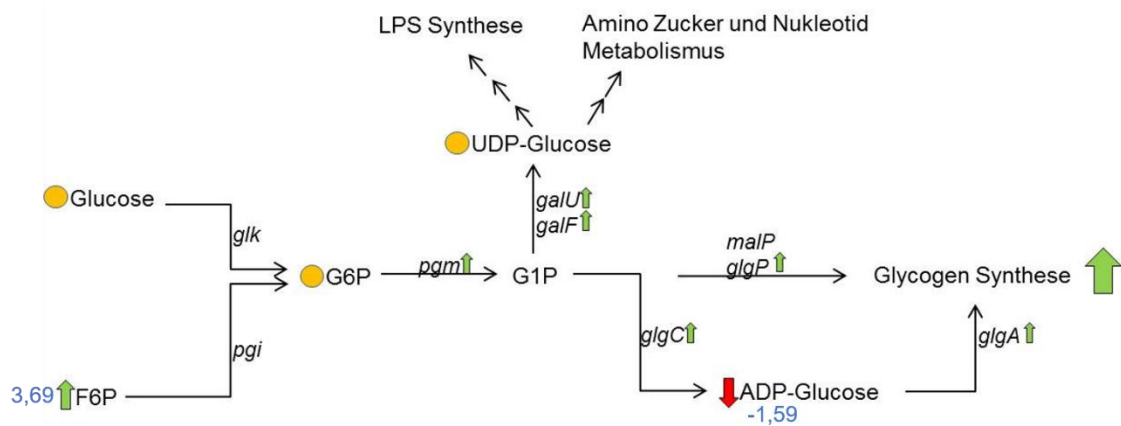 LPS Synthese
Amino Zucker und Nukleotid
Metabolismus
UDP-Glucose
Glucose
galU
galF
glk
malP
glgP
pgm
G6P
G1P
Glycogen Synthese
glgC
glgA
pgi
3,69 F6P
ADP-Glucose
-1,59